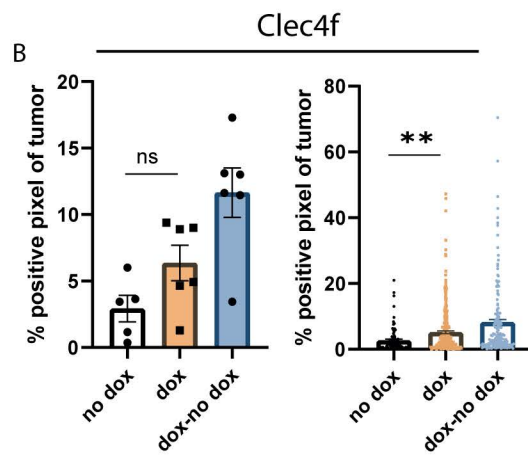 Clec4f
B
% positive pixel of tumor
20
15
10
5
0
ns
no dox
dox
dox-no dox
% positive pixel of tumor
80
60
40
20
0
**
no dox
dox
dox-no dox